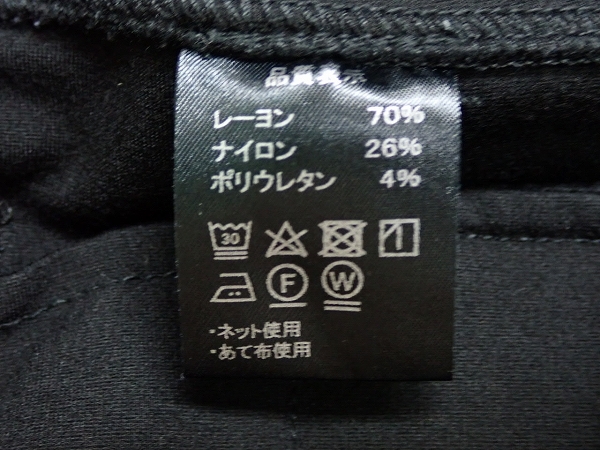 品質表示
レーヨン 70%
ナイロン 26%
ポリウレタン 4%
30
F W
・ネット使用
・あて布使用